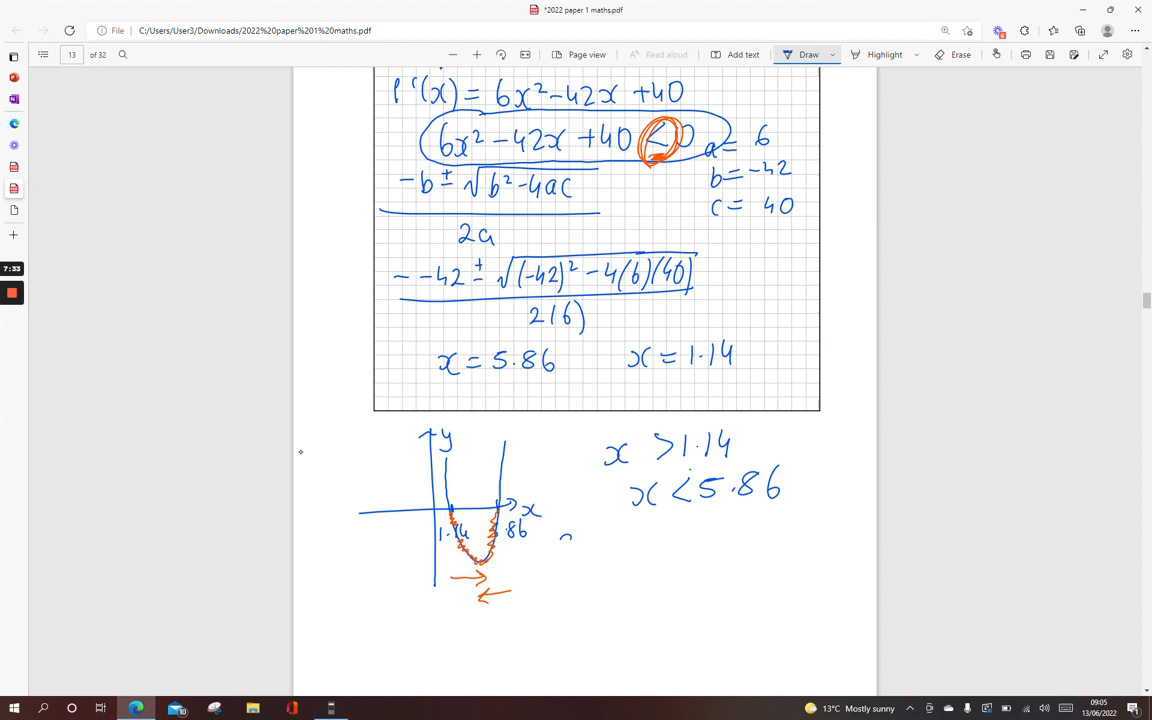 *2022 paper 1 maths.pdf
File
C:/Users/User3/Downloads/2022%20paper%201%20maths.pdf
13 of 32
Page view
Read aloud
Add text
Draw
Highlight
Erase
f'(x) = 6x² - 42x + 40
6x² - 42x + 40 < 0
a = 6
b = -42
c = 40
-b ± √b² - 4ac
2a
- -42 ± √(-42)² - 4(6)(40)
2(6)
x = 5.86 x = 1.14
y
x > 1.14
x < 5.86
x
1.14 5.86
7:33
10
13°C Mostly sunny
09:05
13/06/2022
1